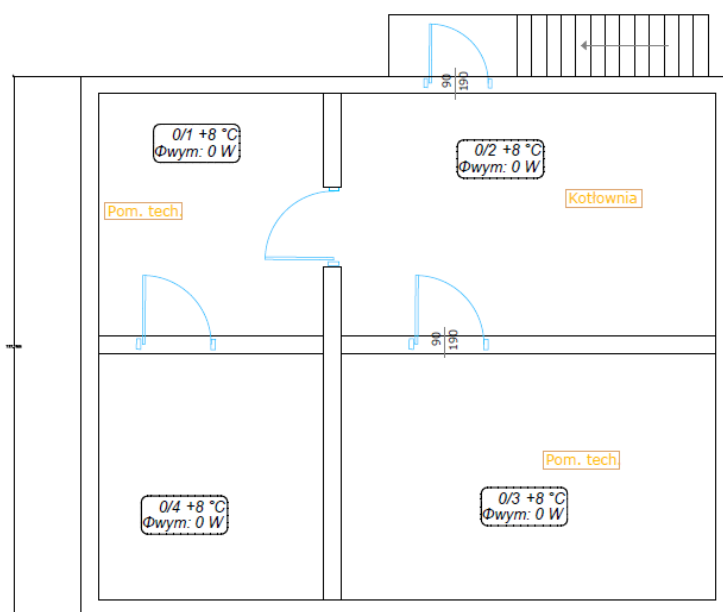 90
190
0/1 +8 °C
Φwym: 0 W
0/2 +8 °C
Φwym: 0 W
Pom. tech.
Kotłownia
90
190
Pom. tech.
0/4 +8 °C
Φwym: 0 W
0/3 +8 °C
Φwym: 0 W